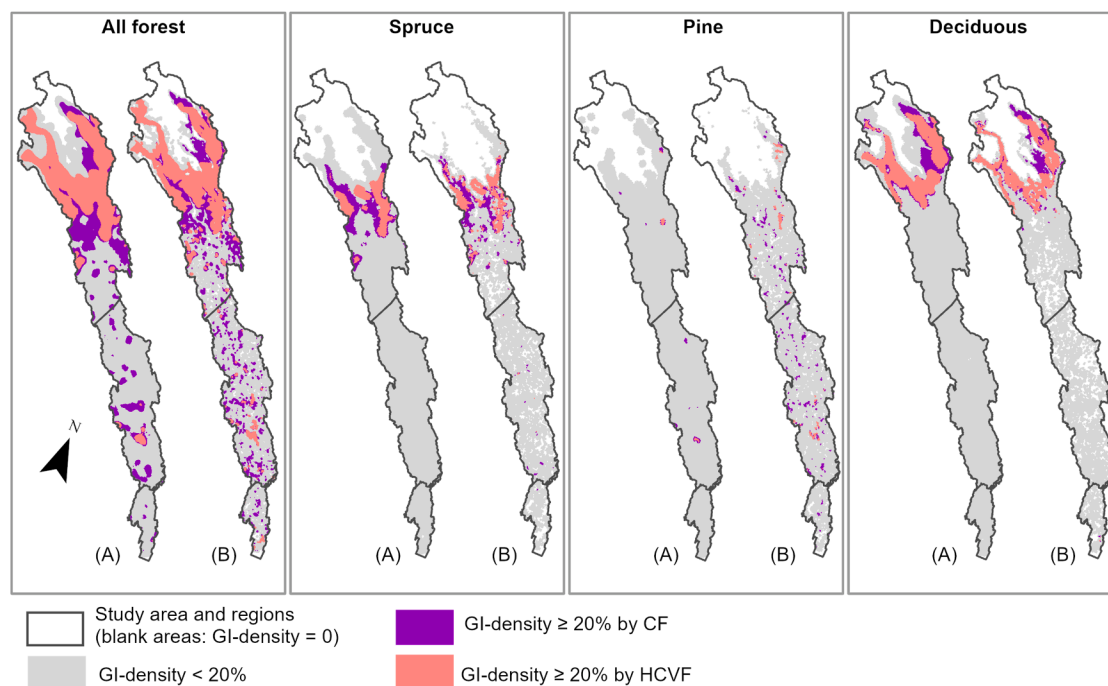 All forest
Spruce
Pine
Deciduous
N
(A)
(B)
(A)
(B)
(A)
(B)
(A)
(B)
Study area and regions
(blank areas: GI-density = 0)
GI-density < 20%
GI-density ≥ 20% by CF
GI-density ≥ 20% by HCVF